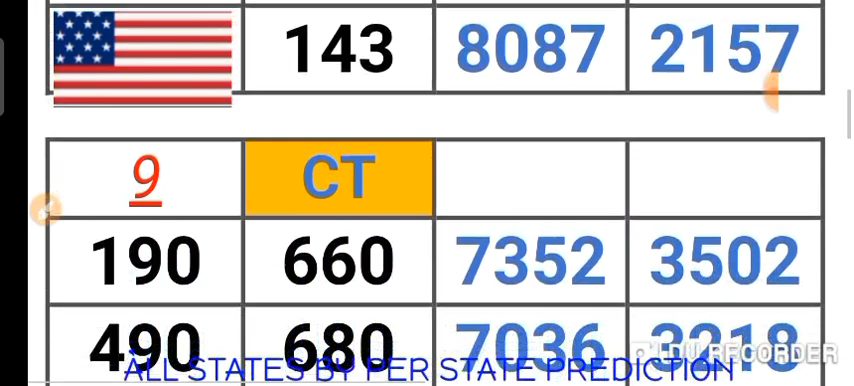 143 8087 2157
9 CT
190 660 7352 3502
490 680 7036 3218
ALL STATES BY PER STATE PREDICTION
DU RECORDER